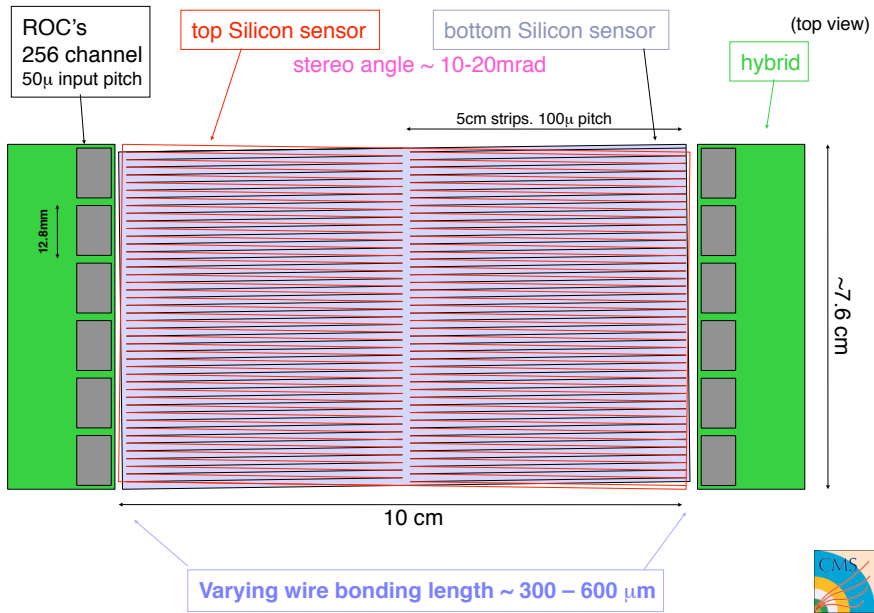 ROC's
256 channel
50μ input pitch
top Silicon sensor
bottom Silicon sensor
(top view)
stereo angle ~ 10-20mrad
hybrid
5cm strips. 100μ pitch
12.8mm
~7.6 cm
10 cm
Varying wire bonding length ~ 300 – 600 μm
CMS